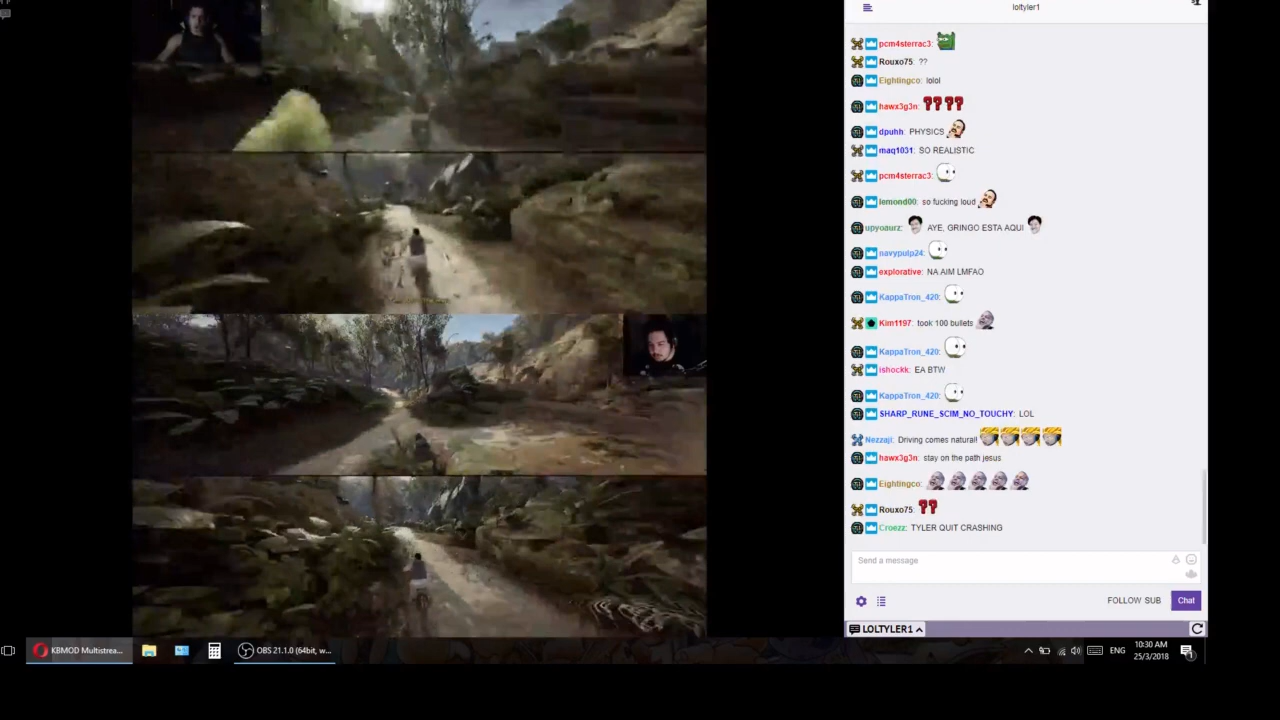 loltyler1
pcm4sterrac3:
Rouxo75: ??
Eightingco: lolol
hawx3g3n: ????
dpuhh: PHYSICS
maq1031: SO REALISTIC
pcm4sterrac3:
lemond00: so fucking loud
upyoaurz: AYE, GRINGO ESTA AQUI
navypulp24:
explorative: NA AIM LMFAO
KappaTron_420:
Kim1197: took 100 bullets
KappaTron_420:
ishockk: EA BTW
KappaTron_420:
SHARP_RUNE_SCIM_NO_TOUCHY: LOL
Nezzaji: Driving comes natural!
hawx3g3n: stay on the path jesus
Eightingco:
Rouxo75: ??
Croezz: TYLER QUIT CRASHING
Send a message
FOLLOW SUB Chat
LOLTYLER1
KBMOD Multistrea...
OBS 21.1.0 (64bit, w...
ENG
10:30 AM
25/3/2018
1